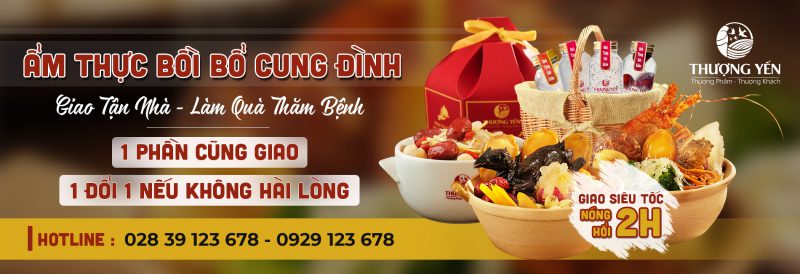 ẨM THỰC BỒI BỔ CUNG ĐÌNH
Giao Tận Nhà - Làm Quà Thăm Bệnh
1 PHẦN CŨNG GIAO
1 ĐỔI 1 NẾU KHÔNG HÀI LÒNG
HOTLINE : 028 39 123 678 - 0929 123 678
THƯỢNG YẾN
Thượng Phẩm - Thượng Khách
THƯỢNG YẾN
GIAO SIÊU TỐC
NÓNG HỔI 2H